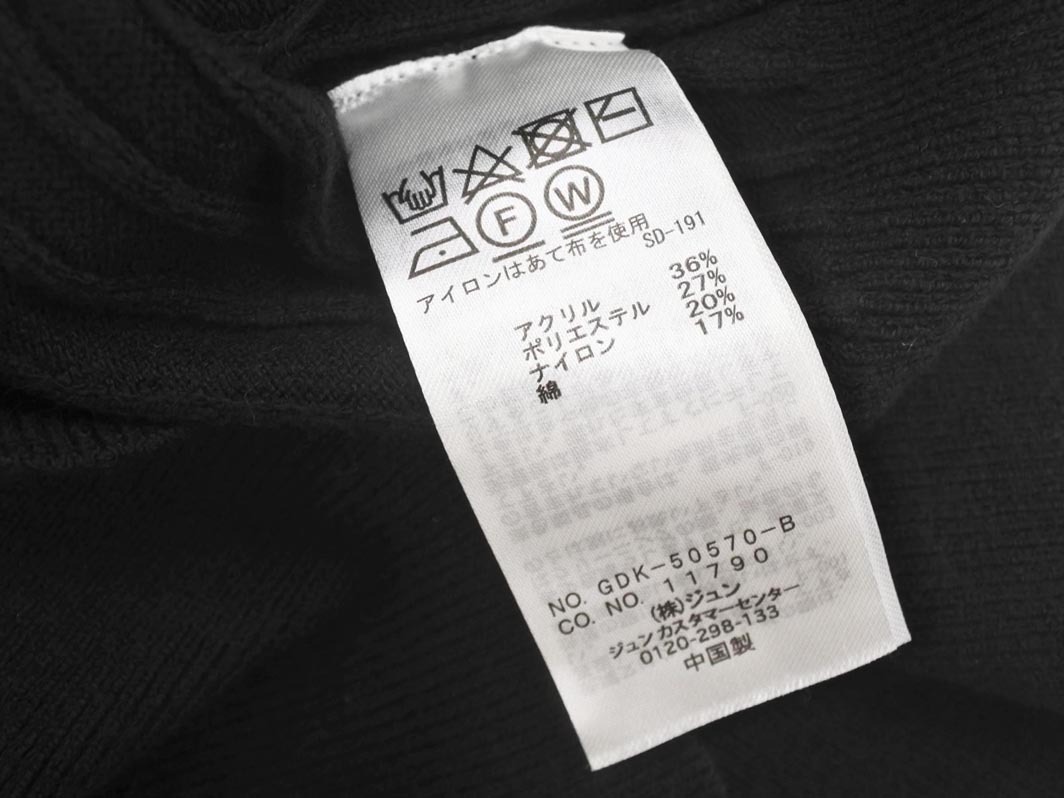 F W
アイロンはあて布を使用
SD-191
アクリル 36%
ポリエステル 27%
ナイロン 20%
綿 17%
NO. GDK-50570-B
CO. NO. 11790
(株)ジュン
ジュンカスタマーセンター
0120-298-133
中国製